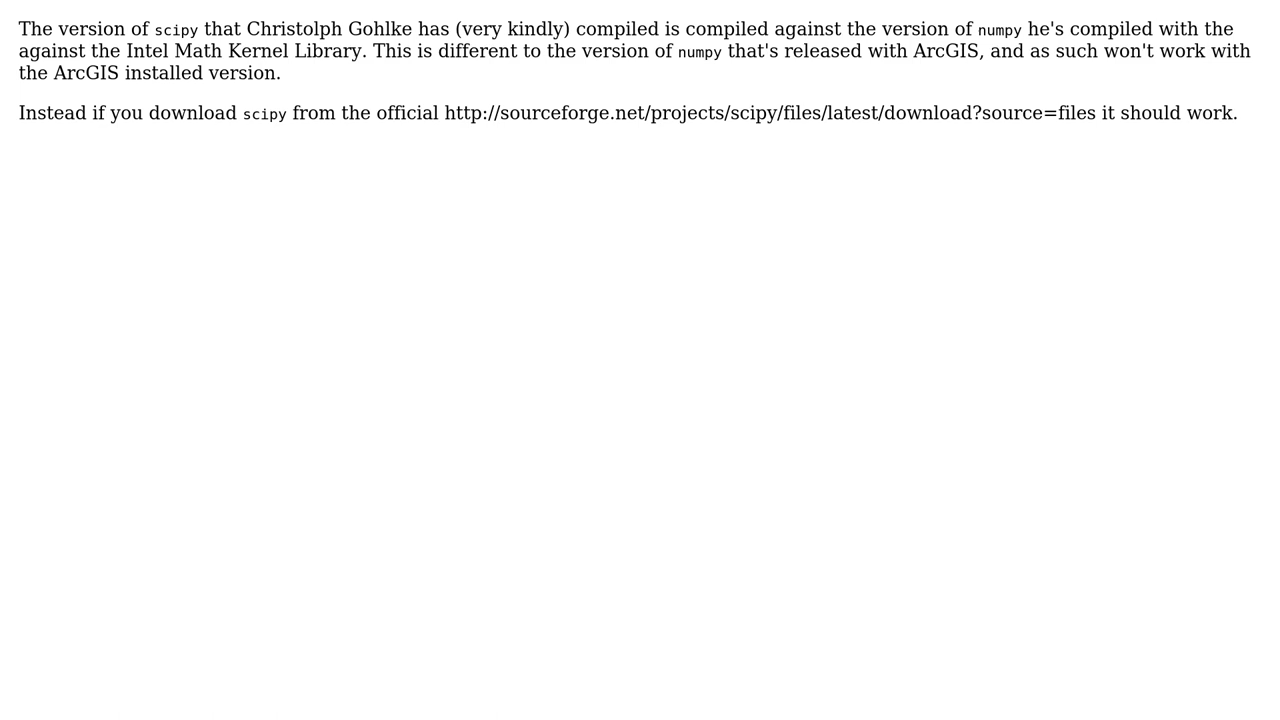 The version of scipy that Christolph Gohlke has (very kindly) compiled is compiled against the version of numpy he's compiled with the
against the Intel Math Kernel Library. This is different to the version of numpy that's released with ArcGIS, and as such won't work with
the ArcGIS installed version.
Instead if you download scipy from the official http://sourceforge.net/projects/scipy/files/latest/download?source=files it should work.